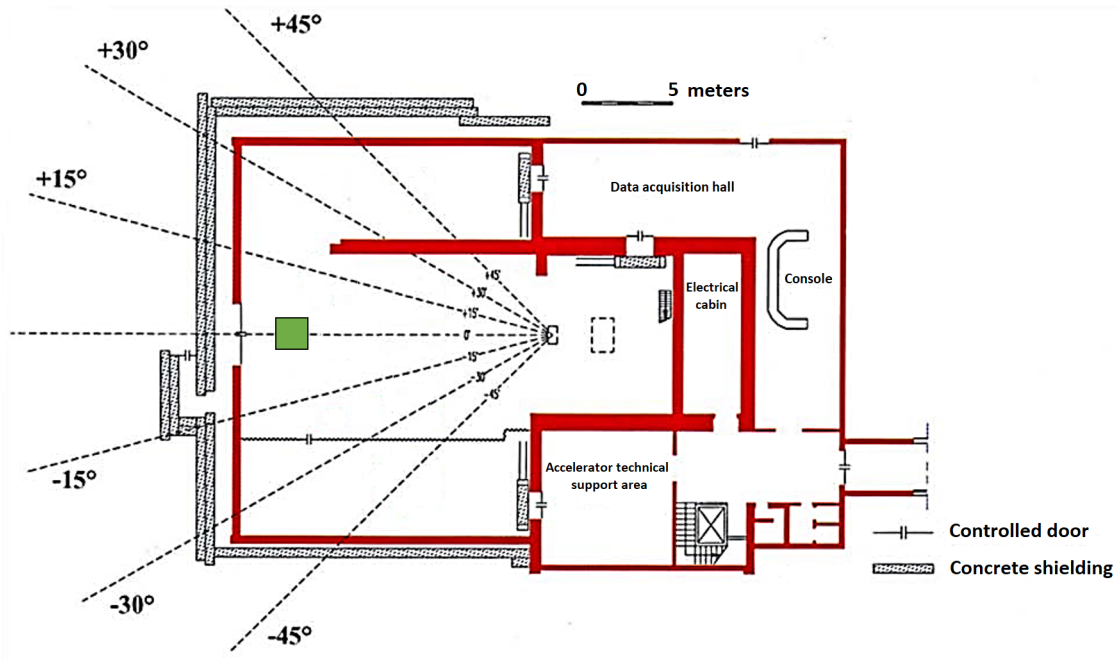 +45°
+30°
0 5 meters
+15°
Data acquisition hall
+45°
+30°
+15°
0°
-15°
-30°
-45°
Electrical
cabin
Console
-15°
Accelerator technical
support area
-30°
-45°
Controlled door
Concrete shielding